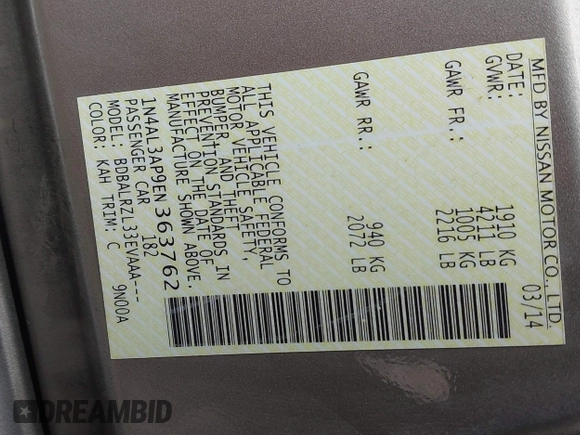 MFD BY NISSAN MOTOR CO., LTD.
DATE: 03/14
GVWR: 1910 KG
4211 LB
GAWR FR.: 1005 KG
2216 LB
GAWR RR.: 940 KG
2072 LB
THIS VEHICLE CONFORMS TO
ALL APPLICABLE FEDERAL
MOTOR VEHICLE SAFETY,
BUMPER, AND THEFT
PREVENTION STANDARDS IN
EFFECT ON THE DATE OF
MANUFACTURE SHOWN ABOVE.
1N4AL3AP9EN363762
PASSENGER CAR 182
MODEL: BDBALRZL33EVAAA---
COLOR: KAH TRIM: C 9N00A
DREAMBID